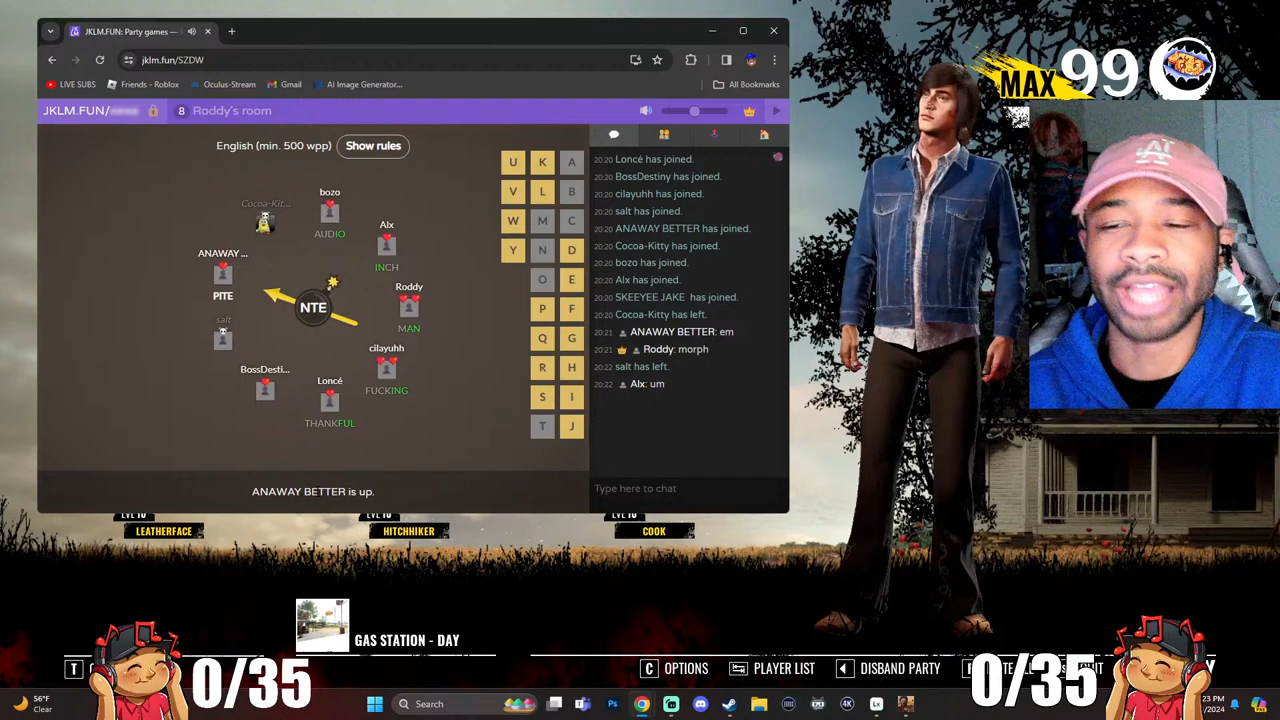 JKLM.FUN: Party games —
jklm.fun/SZDW
LIVE SUBS
Friends - Roblox
Oculus-Stream
Gmail
AI Image Generator...
All Bookmarks
JKLM.FUN/
8 Roddy's room
English (min. 500 wpp)
Show rules
bozo
AUDIO
Cocoa-Kit...
Alx
INCH
ANAWAY ...
PITE
NTE
Roddy
MAN
salt
cilayuhh
FUCKING
BossDesti...
Loncé
THANKFUL
U K A
V L B
W M C
Y N D
O E
P F
Q G
R H
S I
T J
ANAWAY BETTER is up.
20:20 Loncé has joined.
20:20 BossDestiny has joined.
20:20 cilayuhh has joined.
20:20 salt has joined.
20:20 ANAWAY BETTER has joined.
20:20 Cocoa-Kitty has joined.
20:20 bozo has joined.
20:20 Alx has joined.
20:20 SKEEYEE JAKE has joined.
20:20 Cocoa-Kitty has left.
20:21 ANAWAY BETTER: em
20:21 Roddy: morph
20:22 salt has left.
20:22 Alx: um
Type here to chat
MAX 99
LA
LEATHERFACE
HITCHHIKER
COOK
GAS STATION - DAY
T
C OPTIONS
PLAYER LIST
DISBAND PARTY
0/35
0/35
56°F
Clear
Search